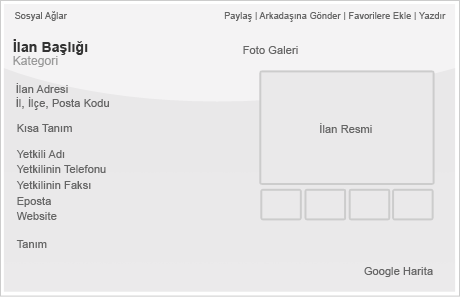 Sosyal Ağlar
Paylaş | Arkadaşına Gönder | Favorilere Ekle | Yazdır
İlan Başlığı
Kategori
Foto Galeri
İlan Adresi
İl, İlçe, Posta Kodu
Kısa Tanım
İlan Resmi
Yetkili Adı
Yetkilinin Telefonu
Yetkilinin Faksı
Eposta
Website
Tanım
Google Harita